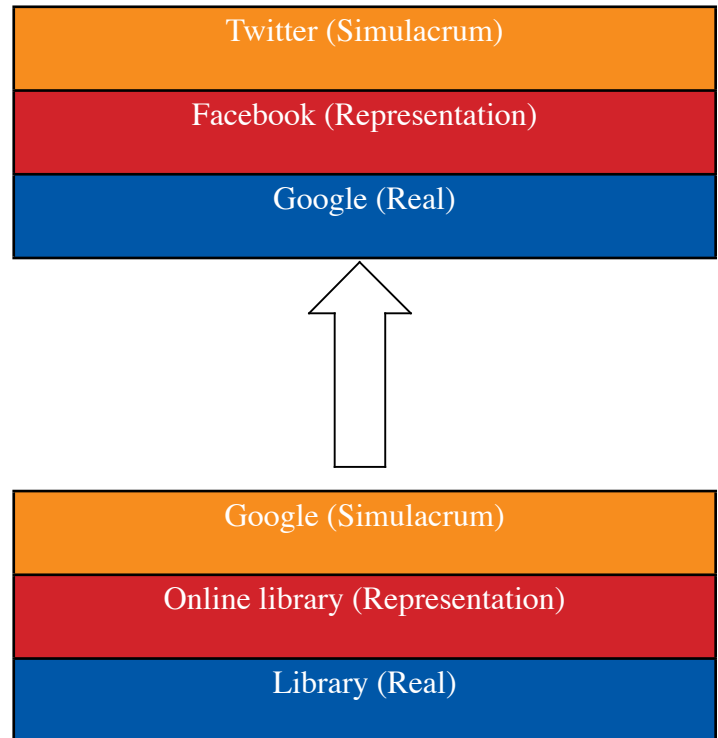 Twitter (Simulacrum)
Facebook (Representation)
Google (Real)
Google (Simulacrum)
Online library (Representation)
Library (Real)